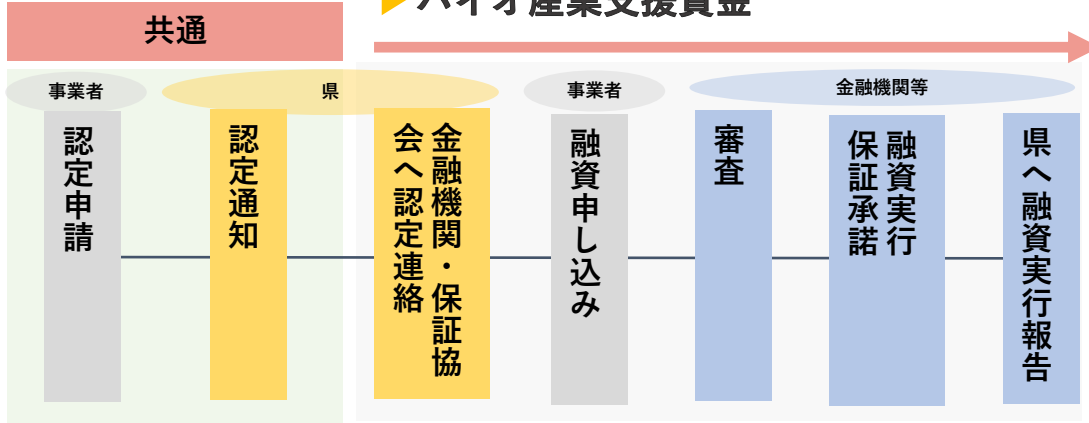 共通
バイオ産業支援資金
事業者
県
事業者
金融機関等
認定申請
認定通知
金融機関・保証協
会へ認定連絡
融資申し込み
審査
融資実行
保証承諾
県へ融資実行報告